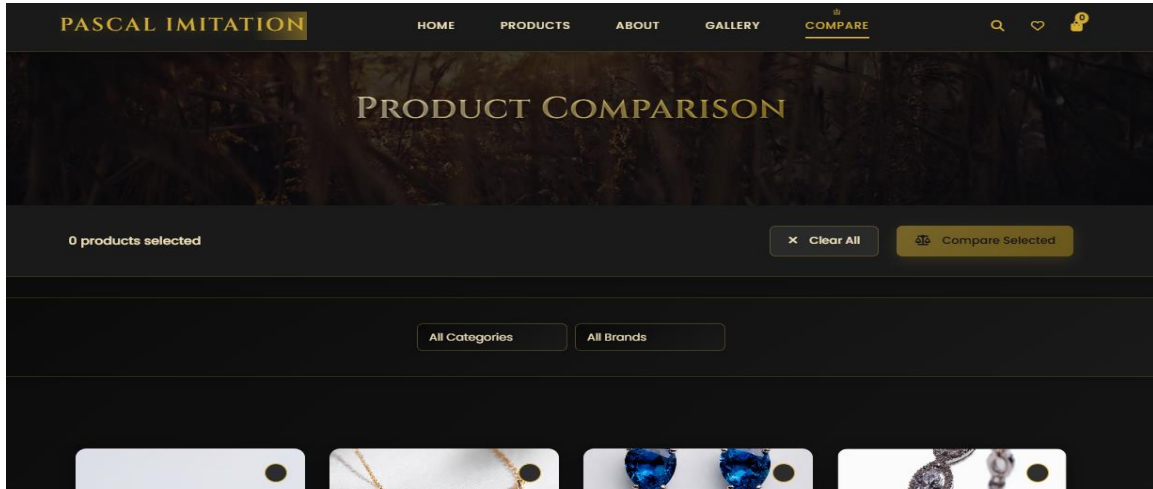 PASCAL IMITATION
HOME PRODUCTS ABOUT GALLERY COMPARE
0
PRODUCT COMPARISON
0 products selected
Clear All
Compare Selected
All Categories
All Brands